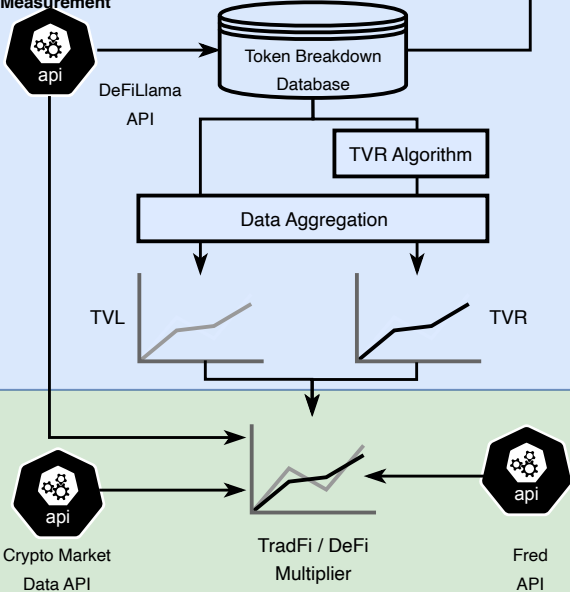 Measurement
api
DeFiLlama
API
Token Breakdown
Database
TVR Algorithm
Data Aggregation
TVL
TVR
api
Crypto Market
Data API
TradFi / DeFi
Multiplier
api
Fred
API